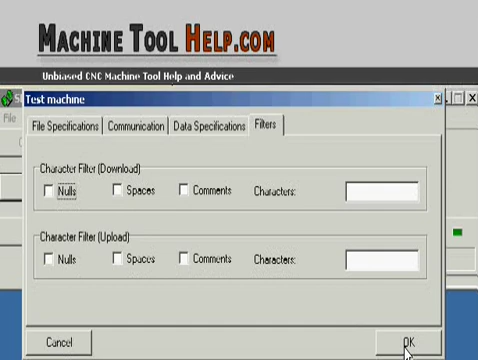 MACHINE TOOL HELP.COM
Unbiased CNC Machine Tool Help and Advice
Test machine
File
File Specifications Communication Data Specifications Filters
Character Filter (Download)
Nulls Spaces Comments Characters:
Character Filter (Upload)
Nulls Spaces Comments Characters:
Cancel OK